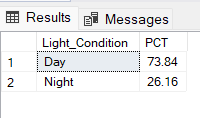 Results Messages
Light_Condition PCT
1 Day 73.84
2 Night 26.16